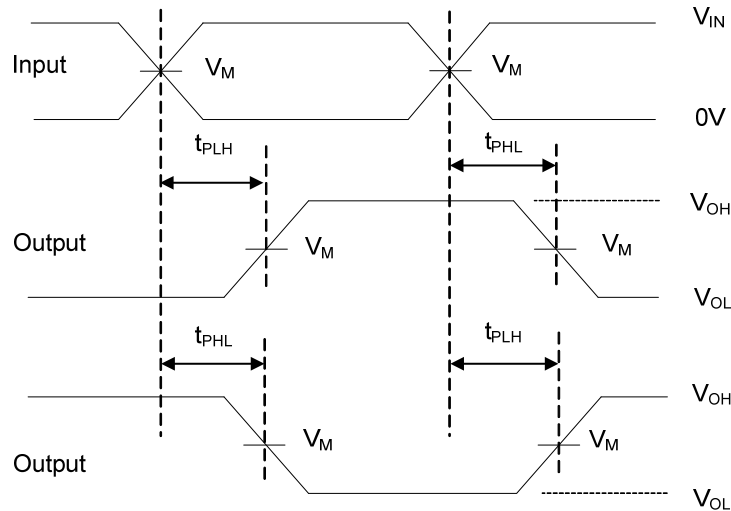 V_IN
Input V_M V_M
0V
t_PLH t_PHL
V_OH
Output V_M V_M
V_OL
t_PHL t_PLH
V_OH
V_M V_M
Output
V_OL